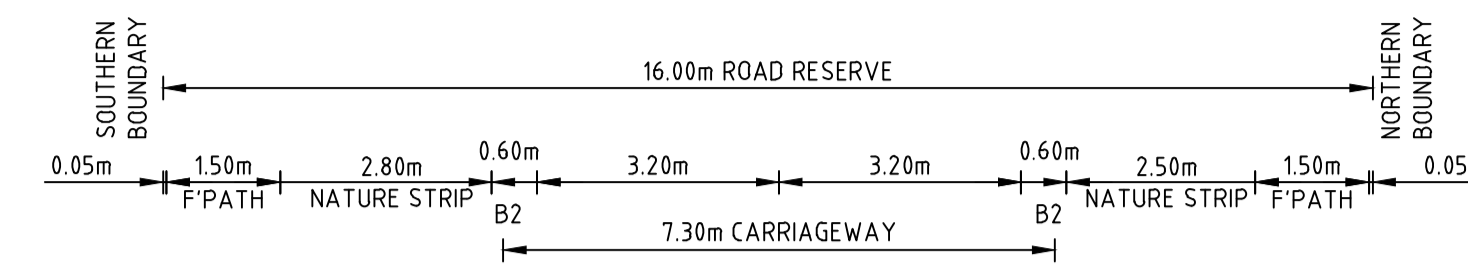 SOUTHERN
BOUNDARY
16.00m ROAD RESERVE
NORTHERN
BOUNDARY
0.05m
1.50m
2.80m
0.60m
3.20m
3.20m
0.60m
2.50m
1.50m
0.05
F'PATH
NATURE STRIP
B2
B2
NATURE STRIP
F'PATH
7.30m CARRIAGEWAY